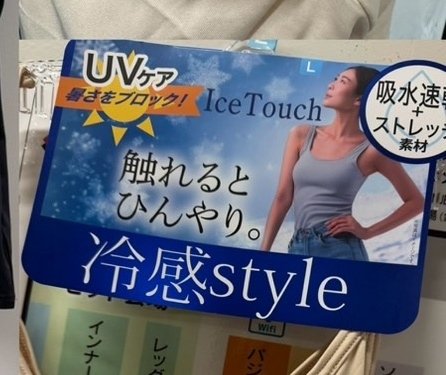 L
UVケア
暑さをブロック!
IceTouch
吸水速
+
ストレッ
素材
触れると
ひんやり。
冷感style
Wifi
インナー
レッグ
パジ